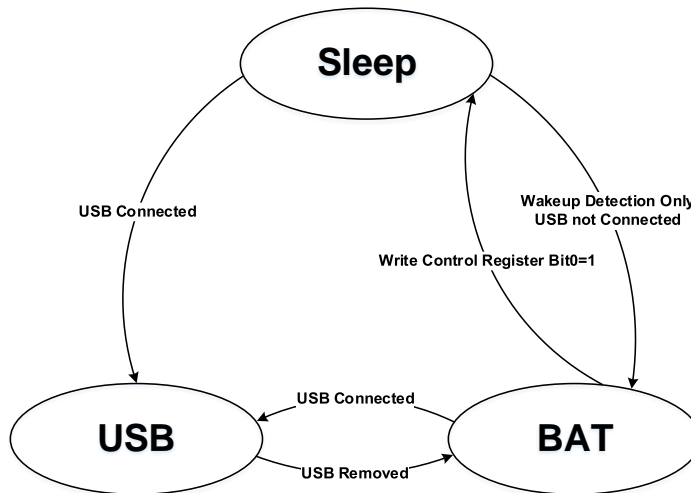 Sleep
USB Connected
Wakeup Detection Only
USB not Connected
Write Control Register Bit0=1
USB Connected
USB
BAT
USB Removed